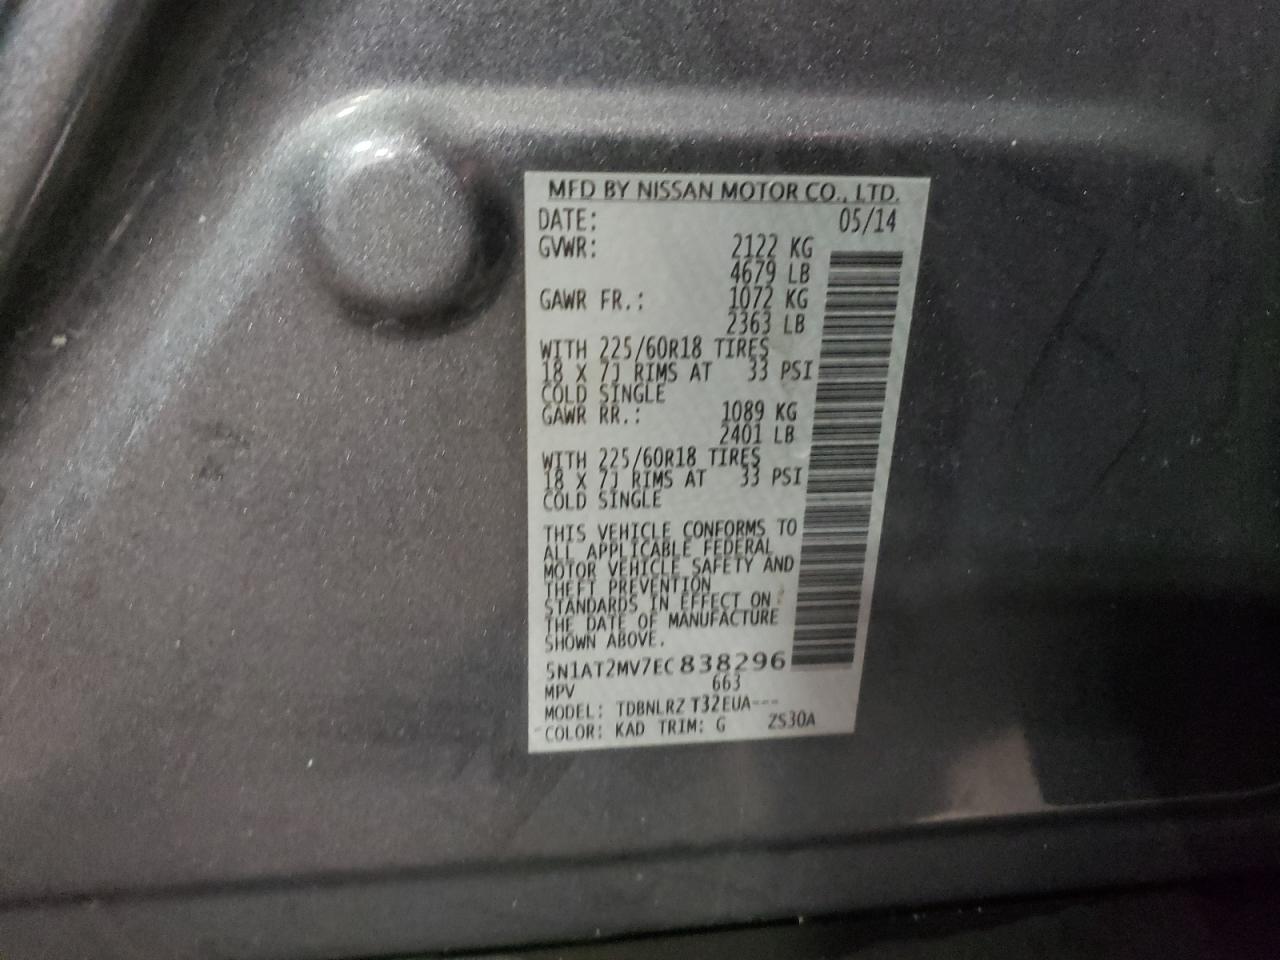 MFD BY NISSAN MOTOR CO., LTD.
DATE: 05/14
GVWR: 2122 KG
4679 LB
GAWR FR.: 1072 KG
2363 LB
WITH 225/60R18 TIRES
18 X 7J RIMS AT 33 PSI
COLD SINGLE
GAWR RR.: 1089 KG
2401 LB
WITH 225/60R18 TIRES
18 X 7J RIMS AT 33 PSI
COLD SINGLE
THIS VEHICLE CONFORMS TO
ALL APPLICABLE FEDERAL
MOTOR VEHICLE SAFETY AND
THEFT PREVENTION
STANDARDS IN EFFECT ON
THE DATE OF MANUFACTURE
SHOWN ABOVE.
5N1AT2MV7EC838296
MPV 663
MODEL: TDBNLRZ T32EUA---
COLOR: KAD TRIM: G ZS30A